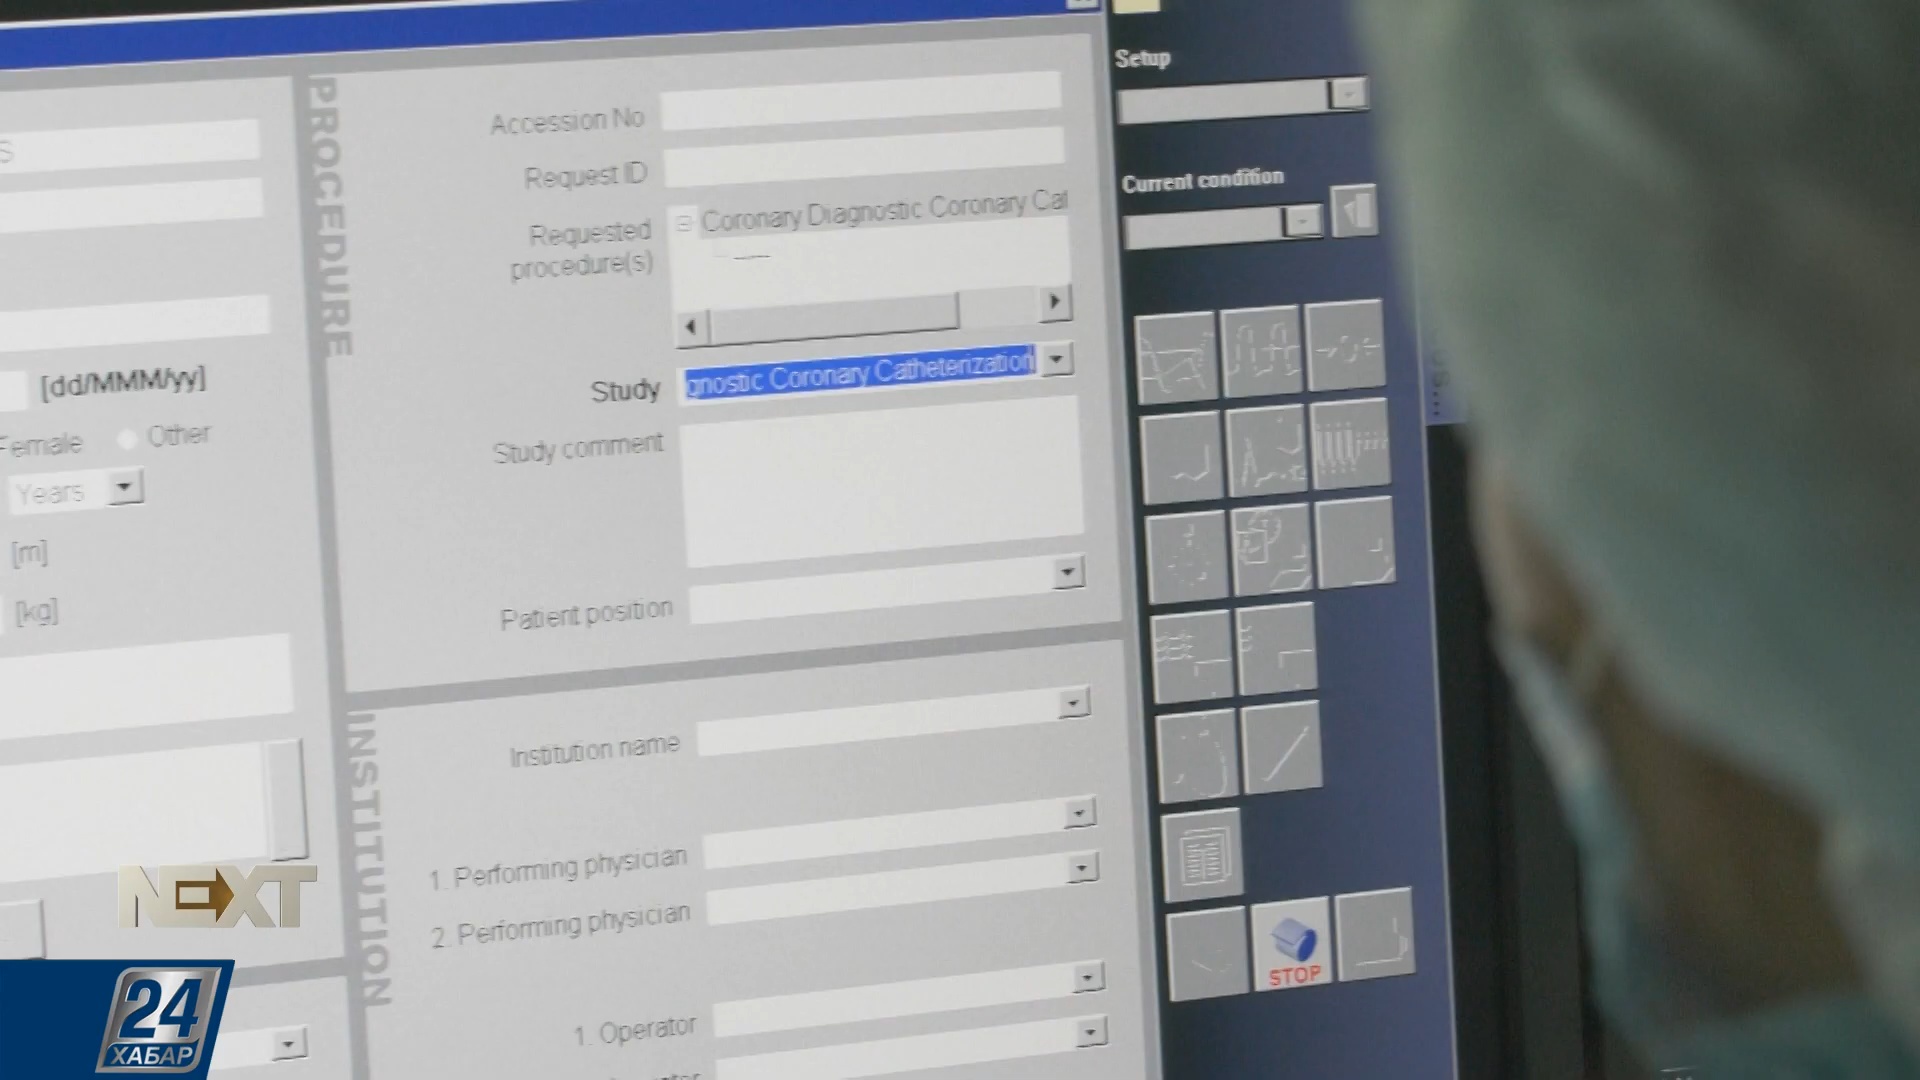 S
[dd/MMM/yy]
Female
Other
Years
[m]
[kg]
PROCEDURE
Accession No
Request ID
Requested
procedure(s)
Coronary Diagnostic Coronary Cat
Study
gnostic Coronary Catheterization
Study comment
Patient position
INSTITUTION
Institution name
1. Performing physician
2. Performing physician
1. Operator
Setup
Current condition
STOP
NEXT
24
ХАБАР